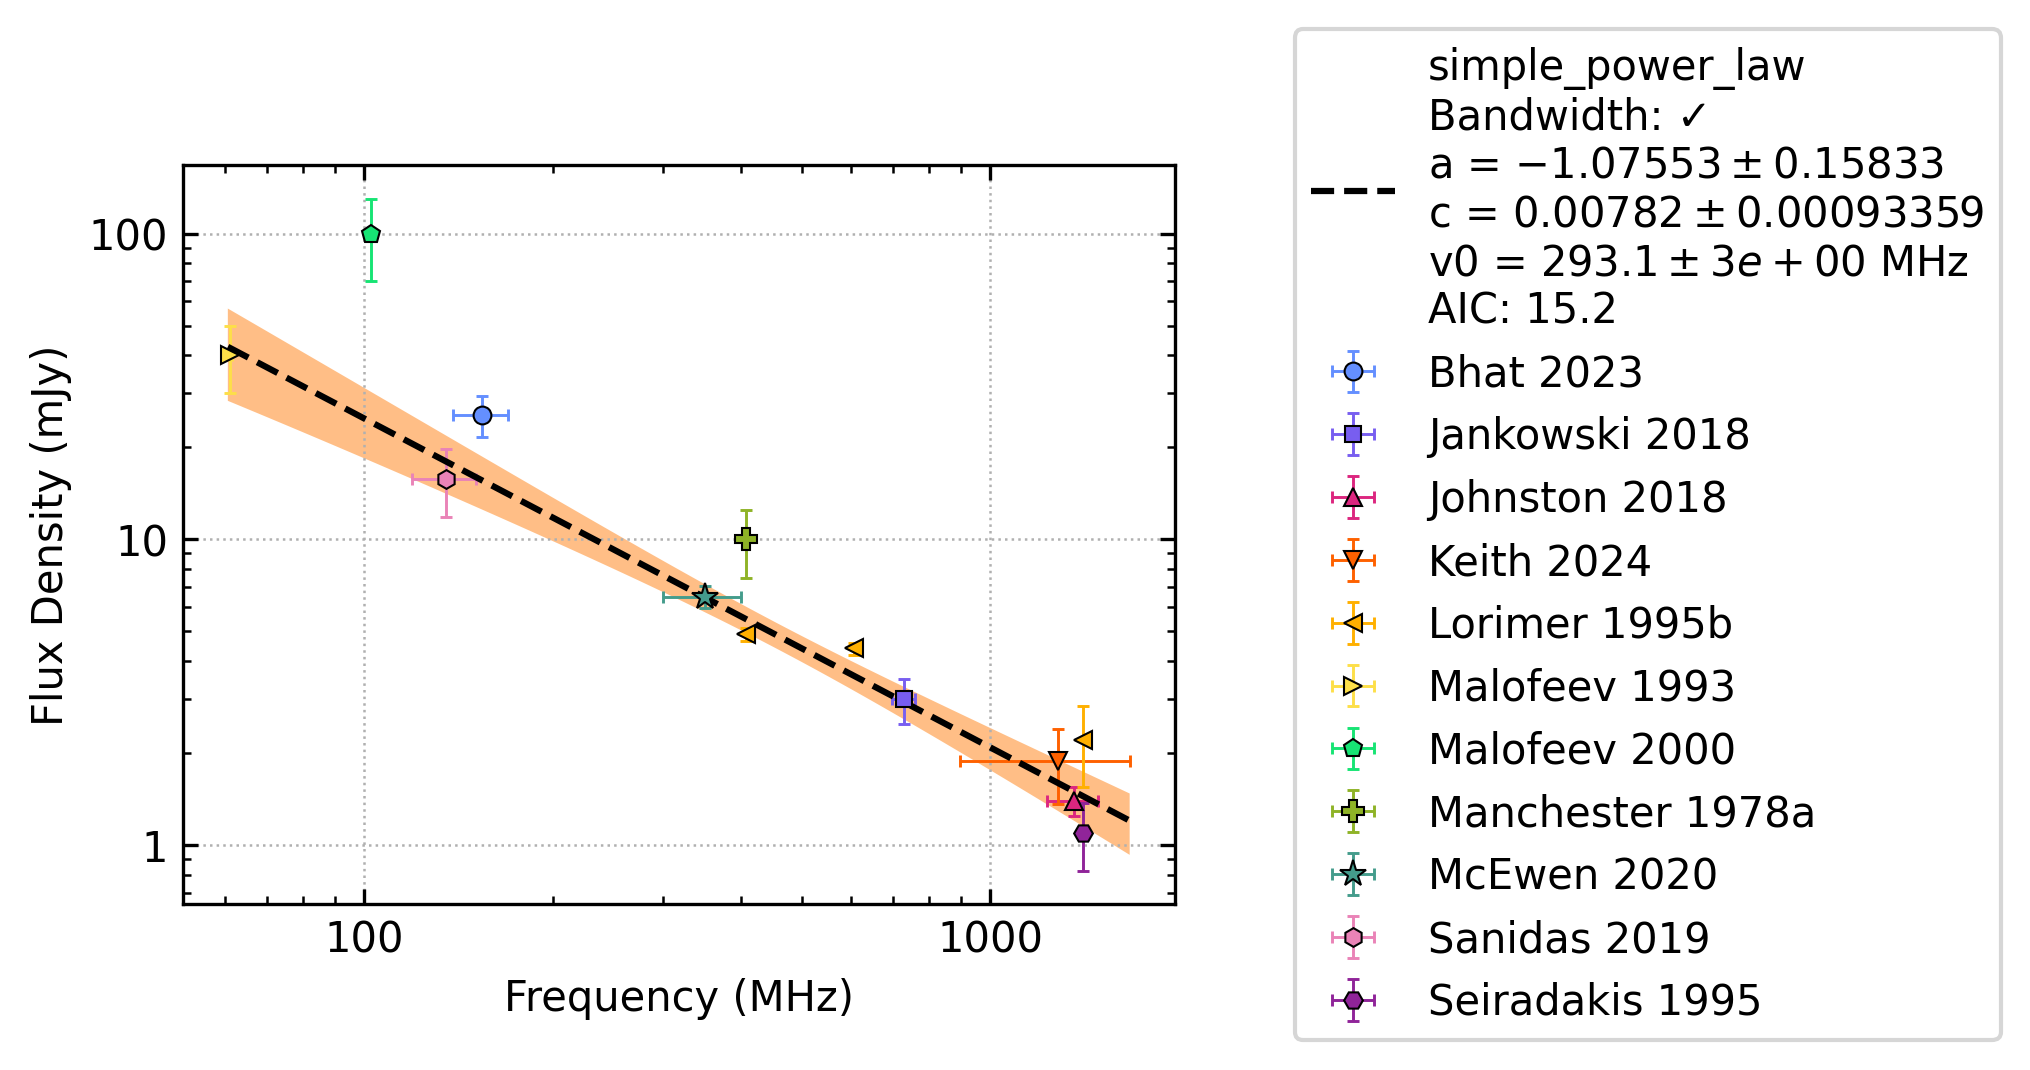 simple_power_law
Bandwidth: ✓
a = −1.07553 ± 0.15833
c = 0.00782 ± 0.00093359
v0 = 293.1 ± 3e + 00 MHz
AIC: 15.2
Bhat 2023
Jankowski 2018
Johnston 2018
Keith 2024
Lorimer 1995b
Malofeev 1993
Malofeev 2000
Manchester 1978a
McEwen 2020
Sanidas 2019
Seiradakis 1995
Flux Density (mJy)
100
10
1
100
1000
Frequency (MHz)